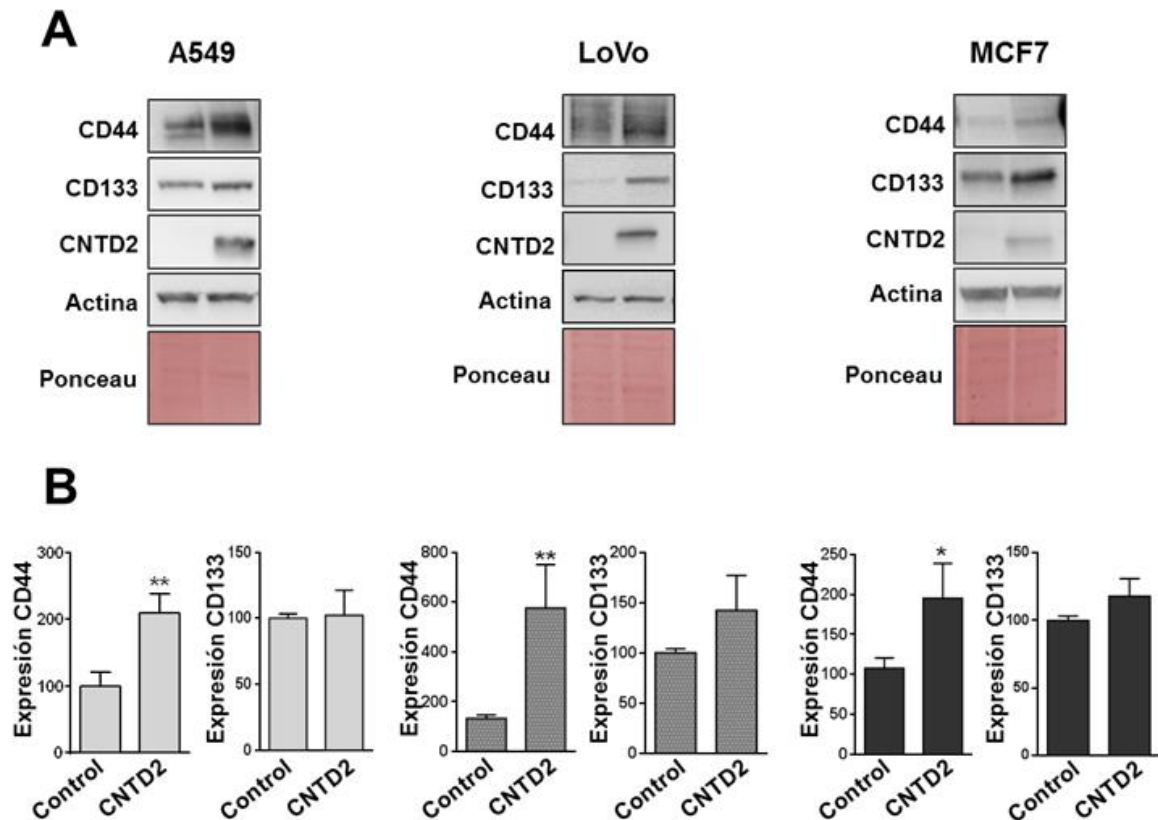 A
A549
CD44
CD133
CNTD2
Actina
Ponceau
LoVo
CD44
CD133
CNTD2
Actina
Ponceau
MCF7
CD44
CD133
CNTD2
Actina
Ponceau
B
Expresión CD44
300
200
100
0
**
Control
CNTD2
Expresión CD133
150
100
50
0
Control
CNTD2
Expresión CD44
800
600
400
200
0
**
Control
CNTD2
Expresión CD133
200
150
100
50
0
Control
CNTD2
Expresión CD44
250
200
150
100
50
0
*
Control
CNTD2
Expresión CD133
150
100
50
0
Control
CNTD2